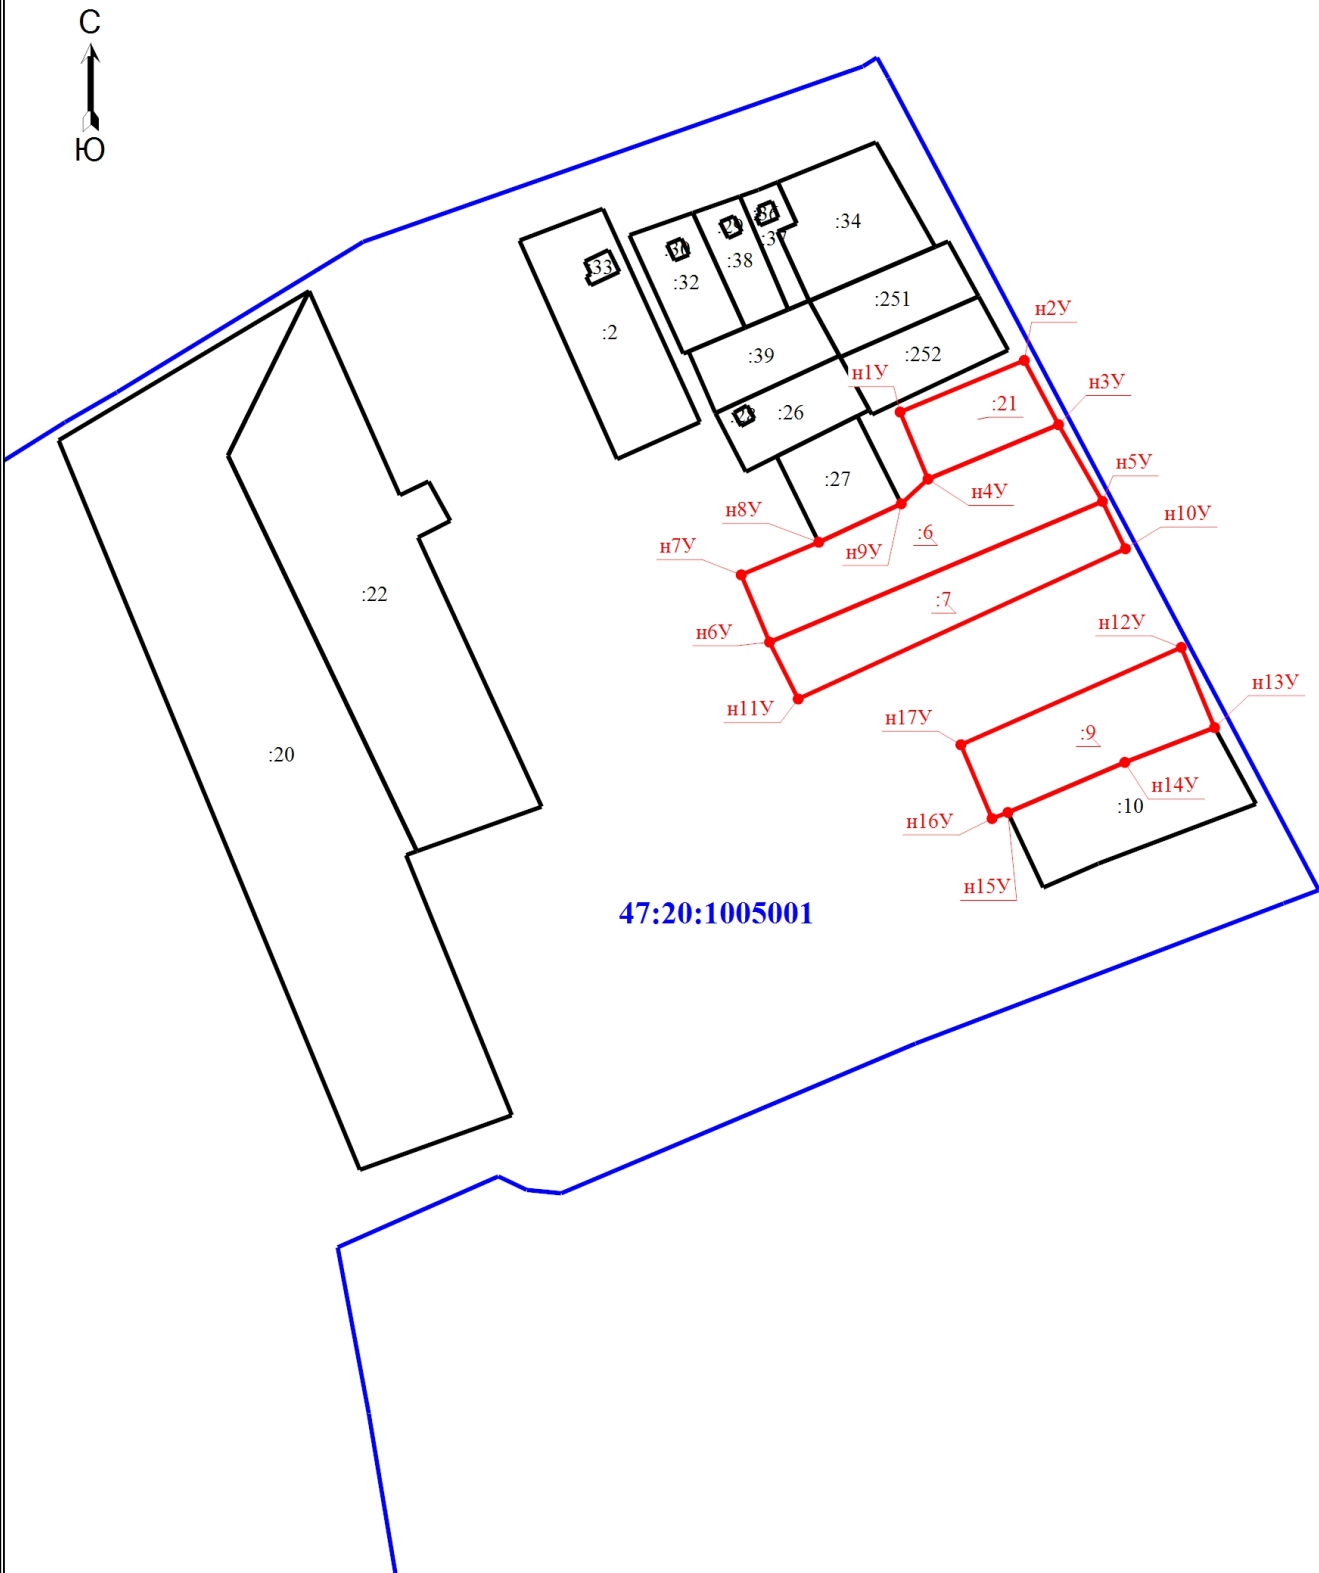 С
Ю
:34
:33
:38
:37
:32
:251
:2
:39
:252
н2У
н1У
н3У
:21
:26
:27
н5У
н4У
н8У
н10У
:6
н7У
н9У
:22
:7
н6У
н12У
н11У
н13У
н17У
:9
:20
н14У
:10
н16У
н15У
47:20:1005001